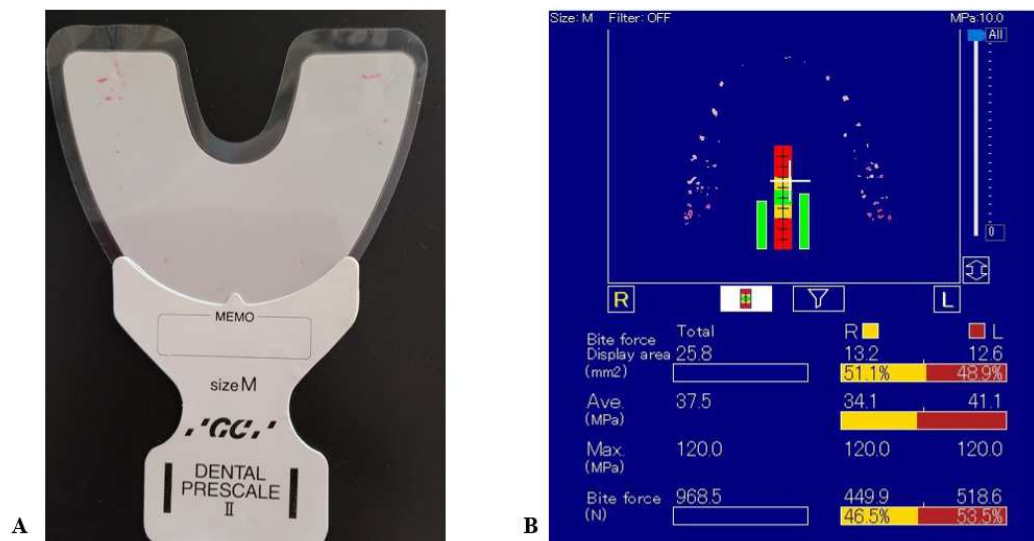 MEMO
size M
GC
DENTAL
PRESCALE
II
A
Size: M Filter: OFF MPa:10.0
All
0
R L
Bite force Total R L
Display area 25.8 13.2 12.6
(mm2) 51.1% 48.9%
Ave. 37.5 34.1 41.1
(MPa)
Max. 120.0 120.0 120.0
(MPa)
Bite force 968.5 449.9 518.6
(N) 46.5% 53.5%
B